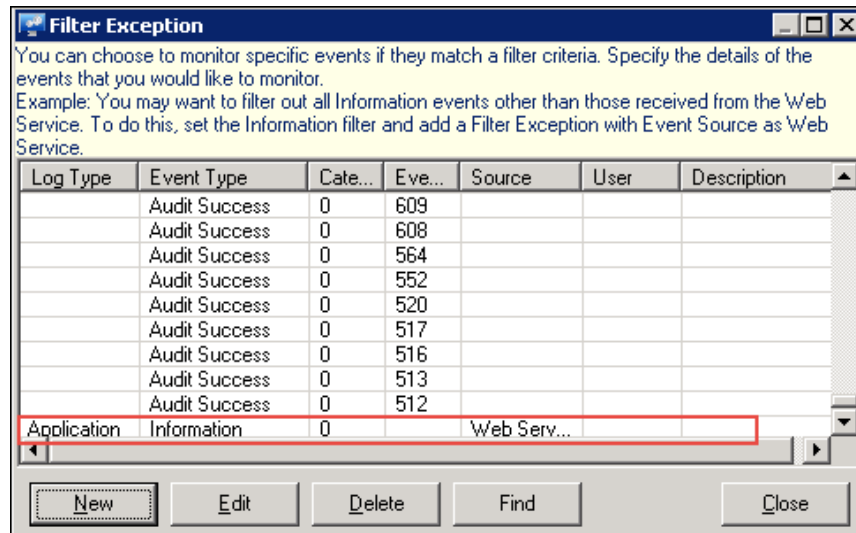 Filter Exception
You can choose to monitor specific events if they match a filter criteria. Specify the details of the
events that you would like to monitor.
Example: You may want to filter out all Information events other than those received from the Web
Service. To do this, set the Information filter and add a Filter Exception with Event Source as Web
Service.
Log Type Event Type Cate... Eve... Source User Description
Audit Success 0 609
Audit Success 0 608
Audit Success 0 564
Audit Success 0 552
Audit Success 0 520
Audit Success 0 517
Audit Success 0 516
Audit Success 0 513
Audit Success 0 512
Application Information 0 Web Serv...
New Edit Delete Find Close